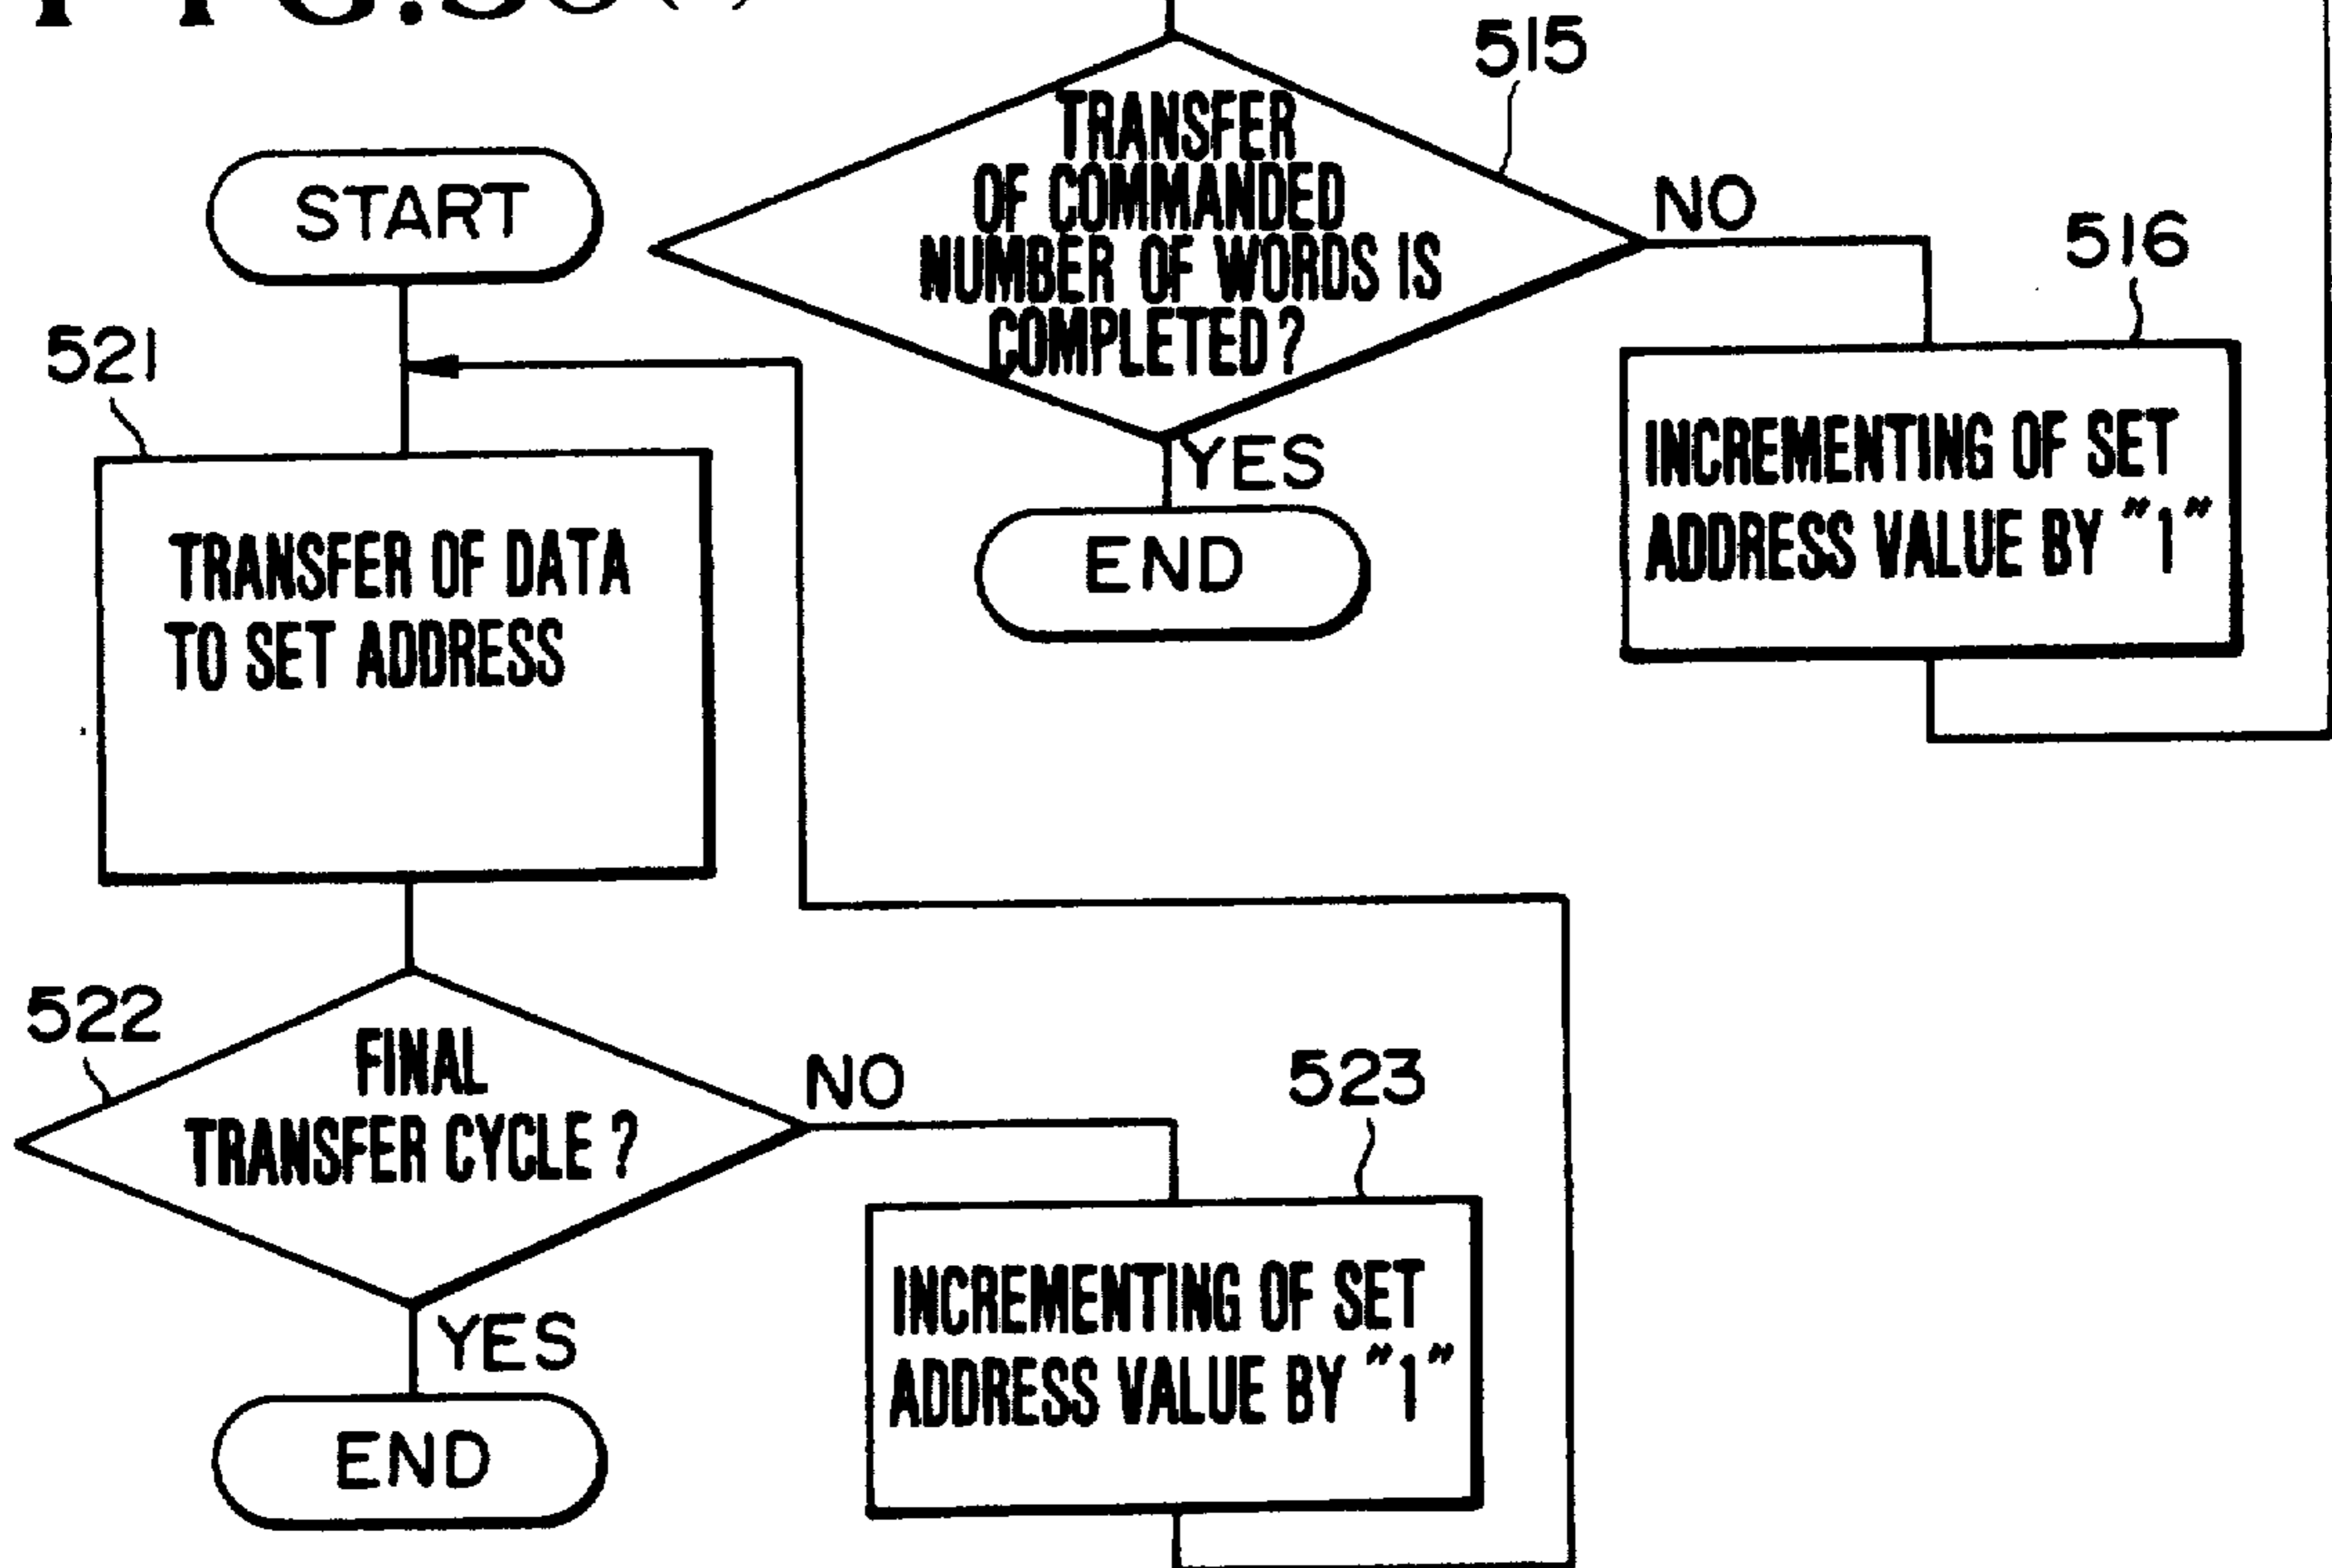 515
TRANSFER
OF COMMANDED
NUMBER OF WORDS IS
COMPLETED?
NO
516
INCREMENTING OF SET
ADDRESS VALUE BY "1"
YES
END
START
521
TRANSFER OF DATA
TO SET ADDRESS
522
FINAL
TRANSFER CYCLE?
NO
523
INCREMENTING OF SET
ADDRESS VALUE BY "1"
YES
END